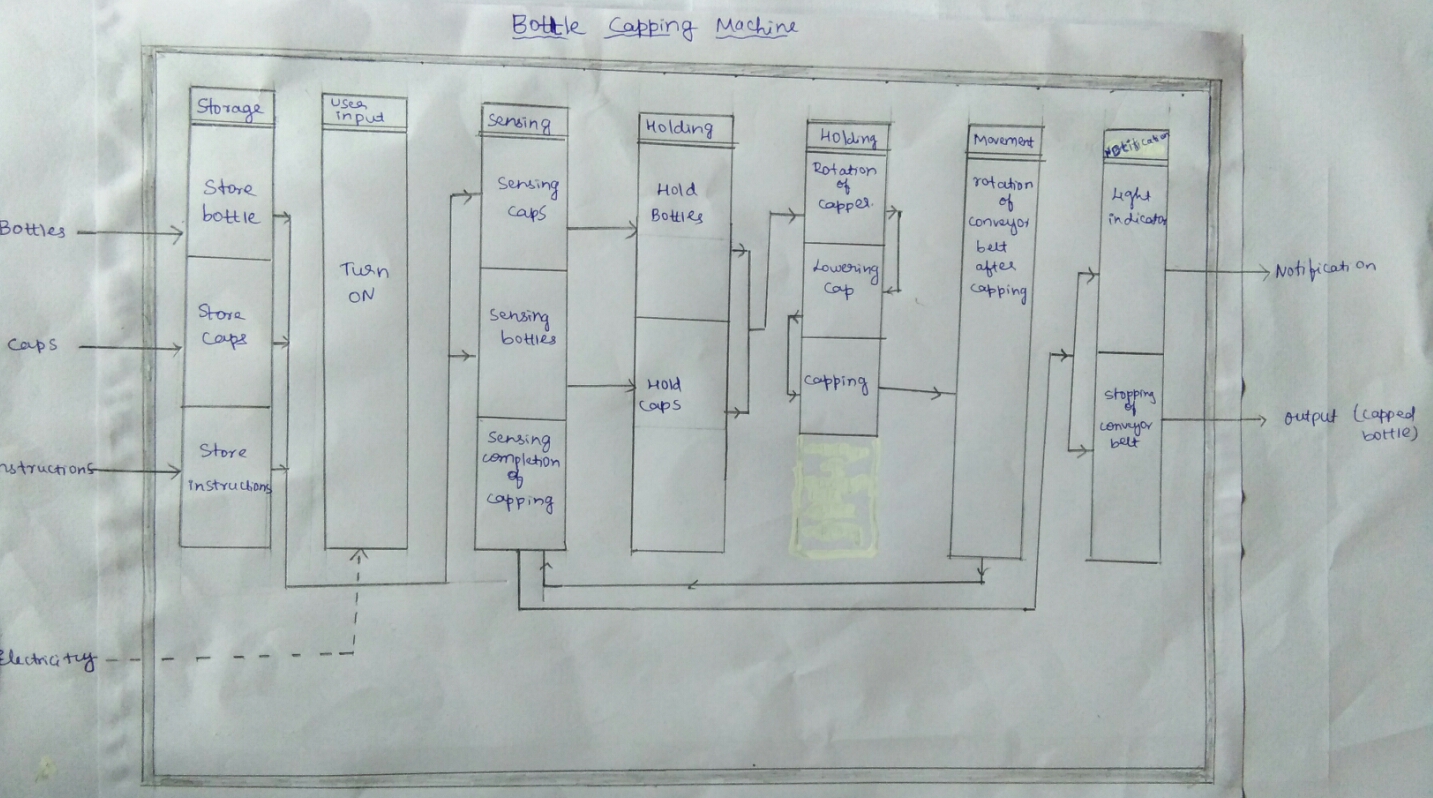 Bottle Capping Machine
Storage
Store
bottle
Store
Caps
Store
instructions
User
input
Turn
ON
Sensing
Sensing
caps
Sensing
bottles
Sensing
completion
of
capping
Holding
Hold
Bottles
Hold
caps
Holding
Rotation
of
capper.
Lowering
cap
capping
Movement
rotation
of
conveyor
belt
after
capping
Notification
Light
indicator
stopping
of
conveyor
belt
Bottles
caps
nstructions
Electricity
Notification
output (capped
bottle)